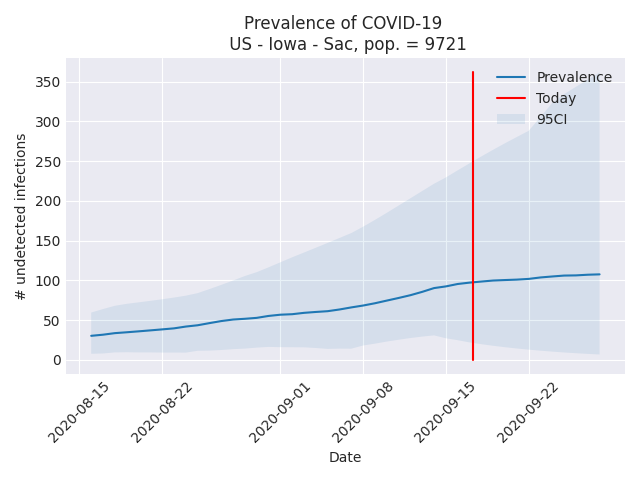 Prevalence of COVID-19
US - Iowa - Sac, pop. = 9721
Prevalence
Today
95CI
350
300
250
200
150
100
50
0
# undetected infections
2020-08-15
2020-08-22
2020-09-01
2020-09-08
2020-09-15
2020-09-22
Date